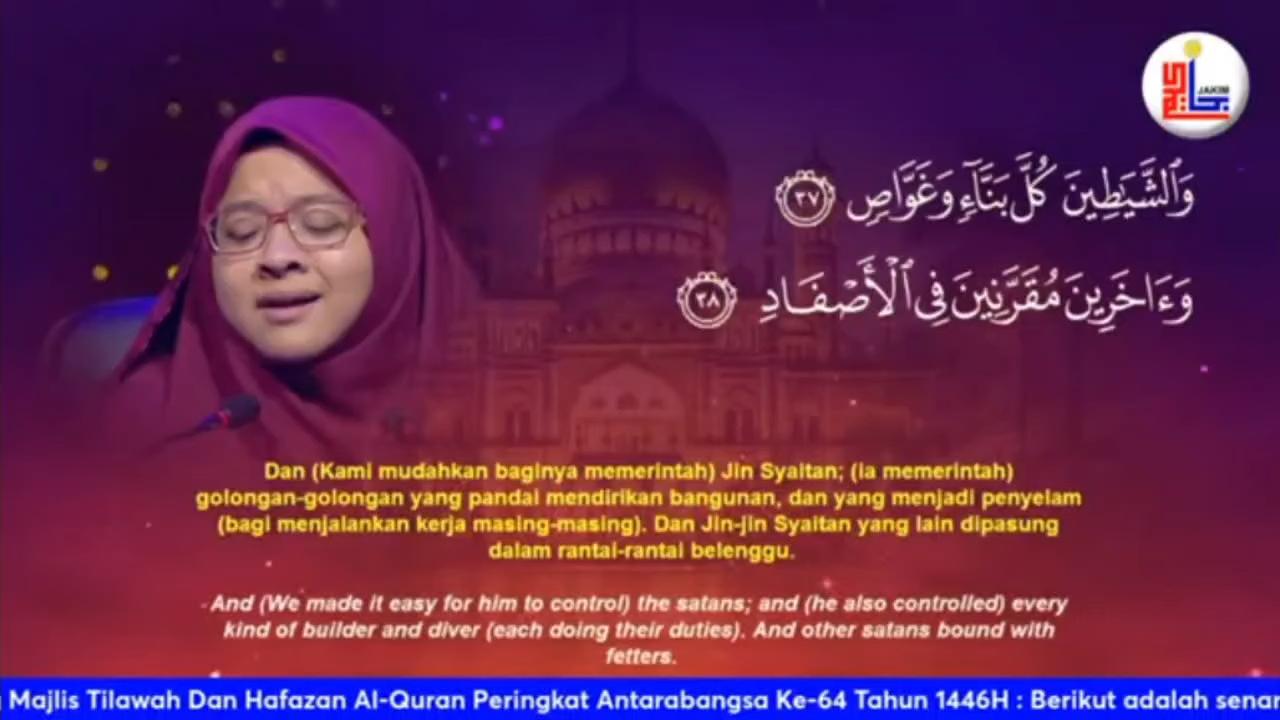 JAKIM
وَٱلشَّيَـٰطِينَ كُلَّ بَنَّآءٍ وَغَوَّاصٍ ٣٧
وَءَاخَرِينَ مُقَرَّنِينَ فِى ٱلْأَصْفَادِ ٣٨
Dan (Kami mudahkan baginya memerintah) Jin Syaitan; (ia memerintah)
golongan-golongan yang pandai mendirikan bangunan, dan yang menjadi penyelam
(bagi menjalankan kerja masing-masing). Dan Jin-jin Syaitan yang lain dipasung
dalam rantai-rantai belenggu.
And (We made it easy for him to control) the satans; and (he also controlled) every
kind of builder and diver (each doing their duties). And other satans bound with
fetters.
Majlis Tilawah Dan Hafazan Al-Quran Peringkat Antarabangsa Ke-64 Tahun 1446H : Berikut adalah senar